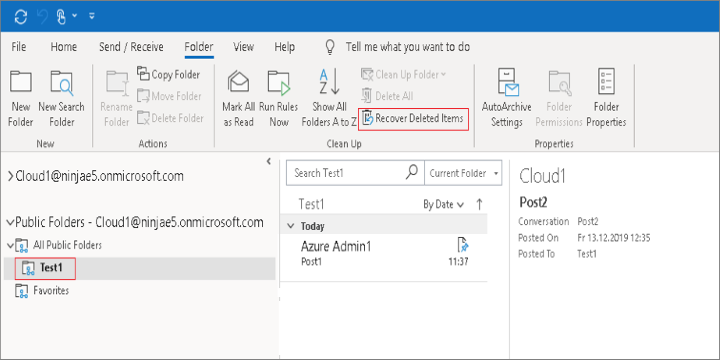 File Home Send / Receive Folder View Help Tell me what you want to do
New Folder
New Search Folder
New
Rename Folder
Copy Folder
Move Folder
Delete Folder
Actions
Mark All as Read
Run Rules Now
Show All Folders A to Z
Clean Up Folder
Delete All
Recover Deleted Items
Clean Up
AutoArchive Settings
Folder Permissions
Folder Properties
Properties
Cloud1@ninjae5.onmicrosoft.com
Public Folders - Cloud1@ninjae5.onmicrosoft.com
All Public Folders
Test1
Favorites
Search Test1
Current Folder
Test1 By Date
Today
Azure Admin1
Post1 11:37
Cloud1
Post2
Conversation Post2
Posted On Fr 13.12.2019 12:35
Posted To Test1